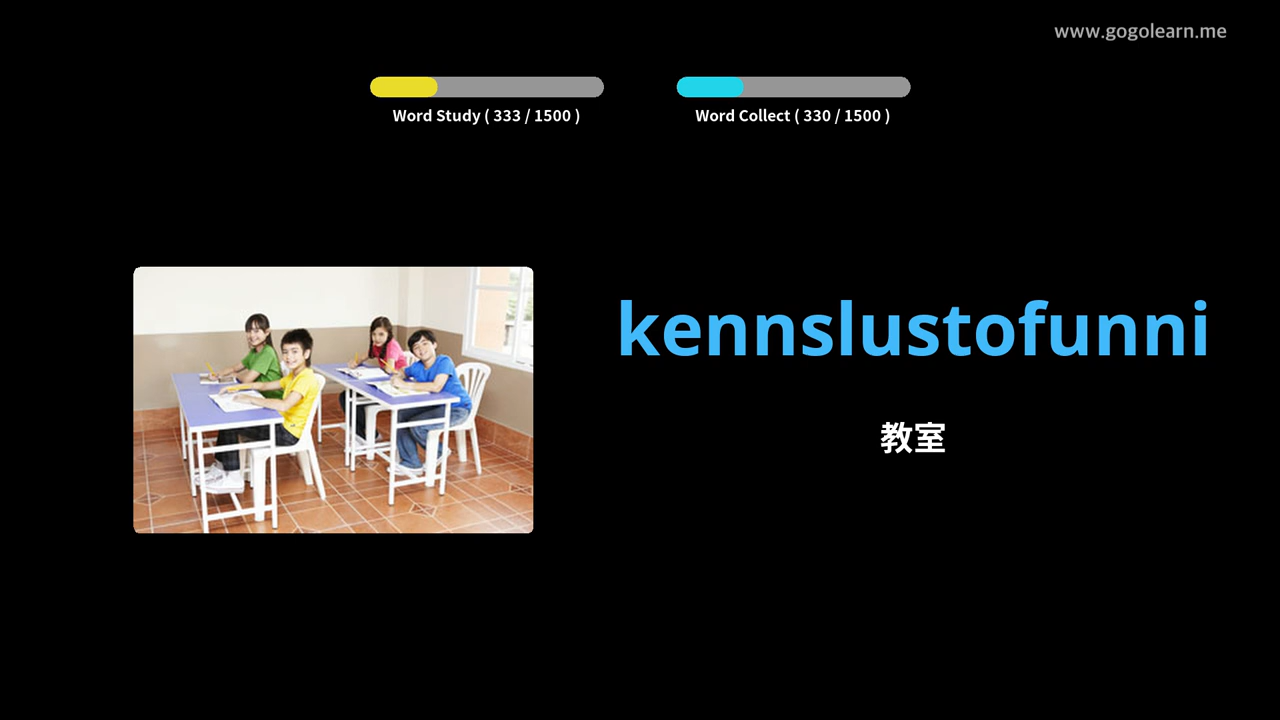 www.gogolearn.me
Word Study ( 333 / 1500 )
Word Collect ( 330 / 1500 )
kennslustofunni
教室